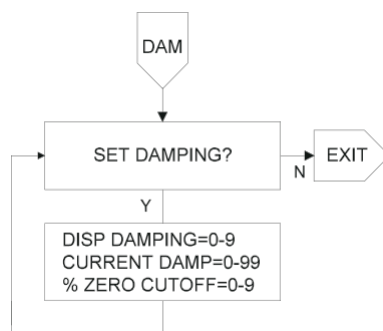 DAM
SET DAMPING?
EXIT
N
Y
DISP DAMPING=0-9
CURRENT DAMP=0-99
% ZERO CUTOFF=0-9